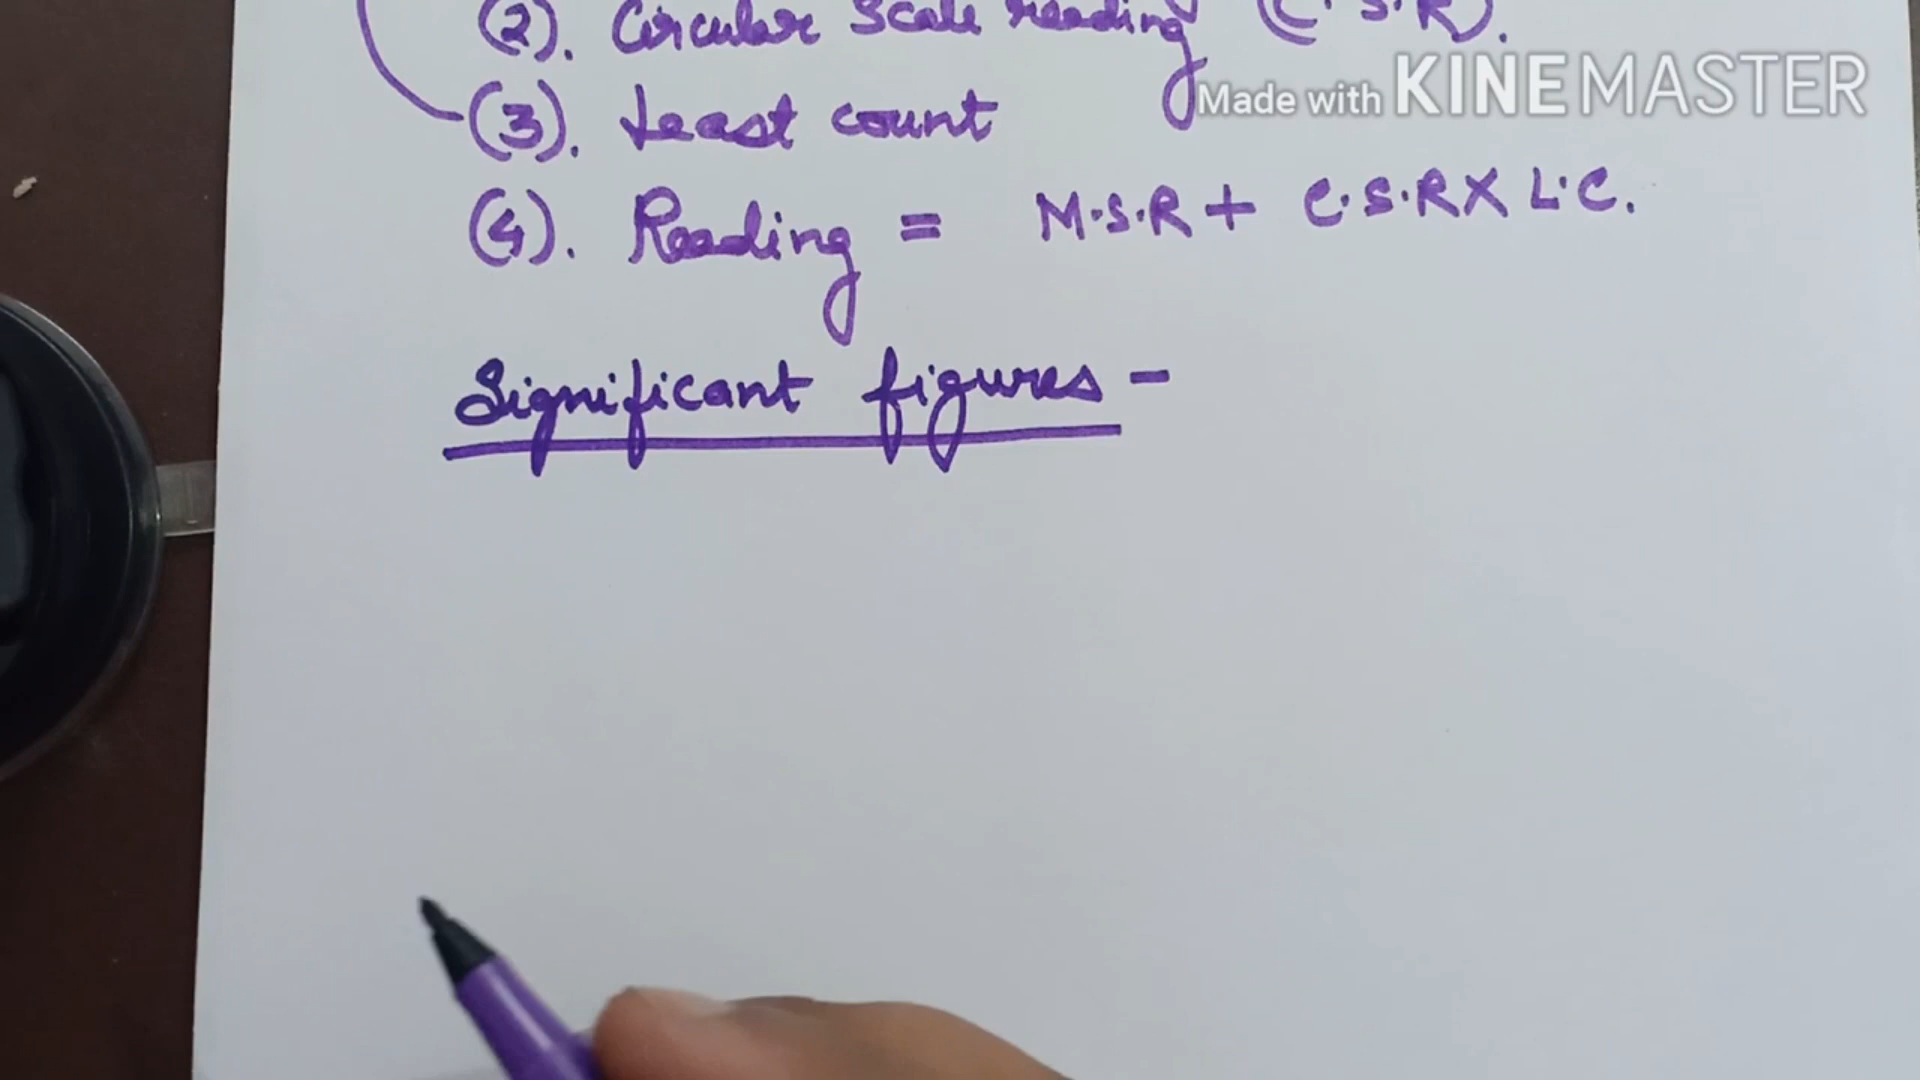 (2). Circular Scale reading (C.S.R).
Made with KINEMASTER
(3). Least count
(4). Reading = M.S.R + C.S.R X L.C.
Significant figures -